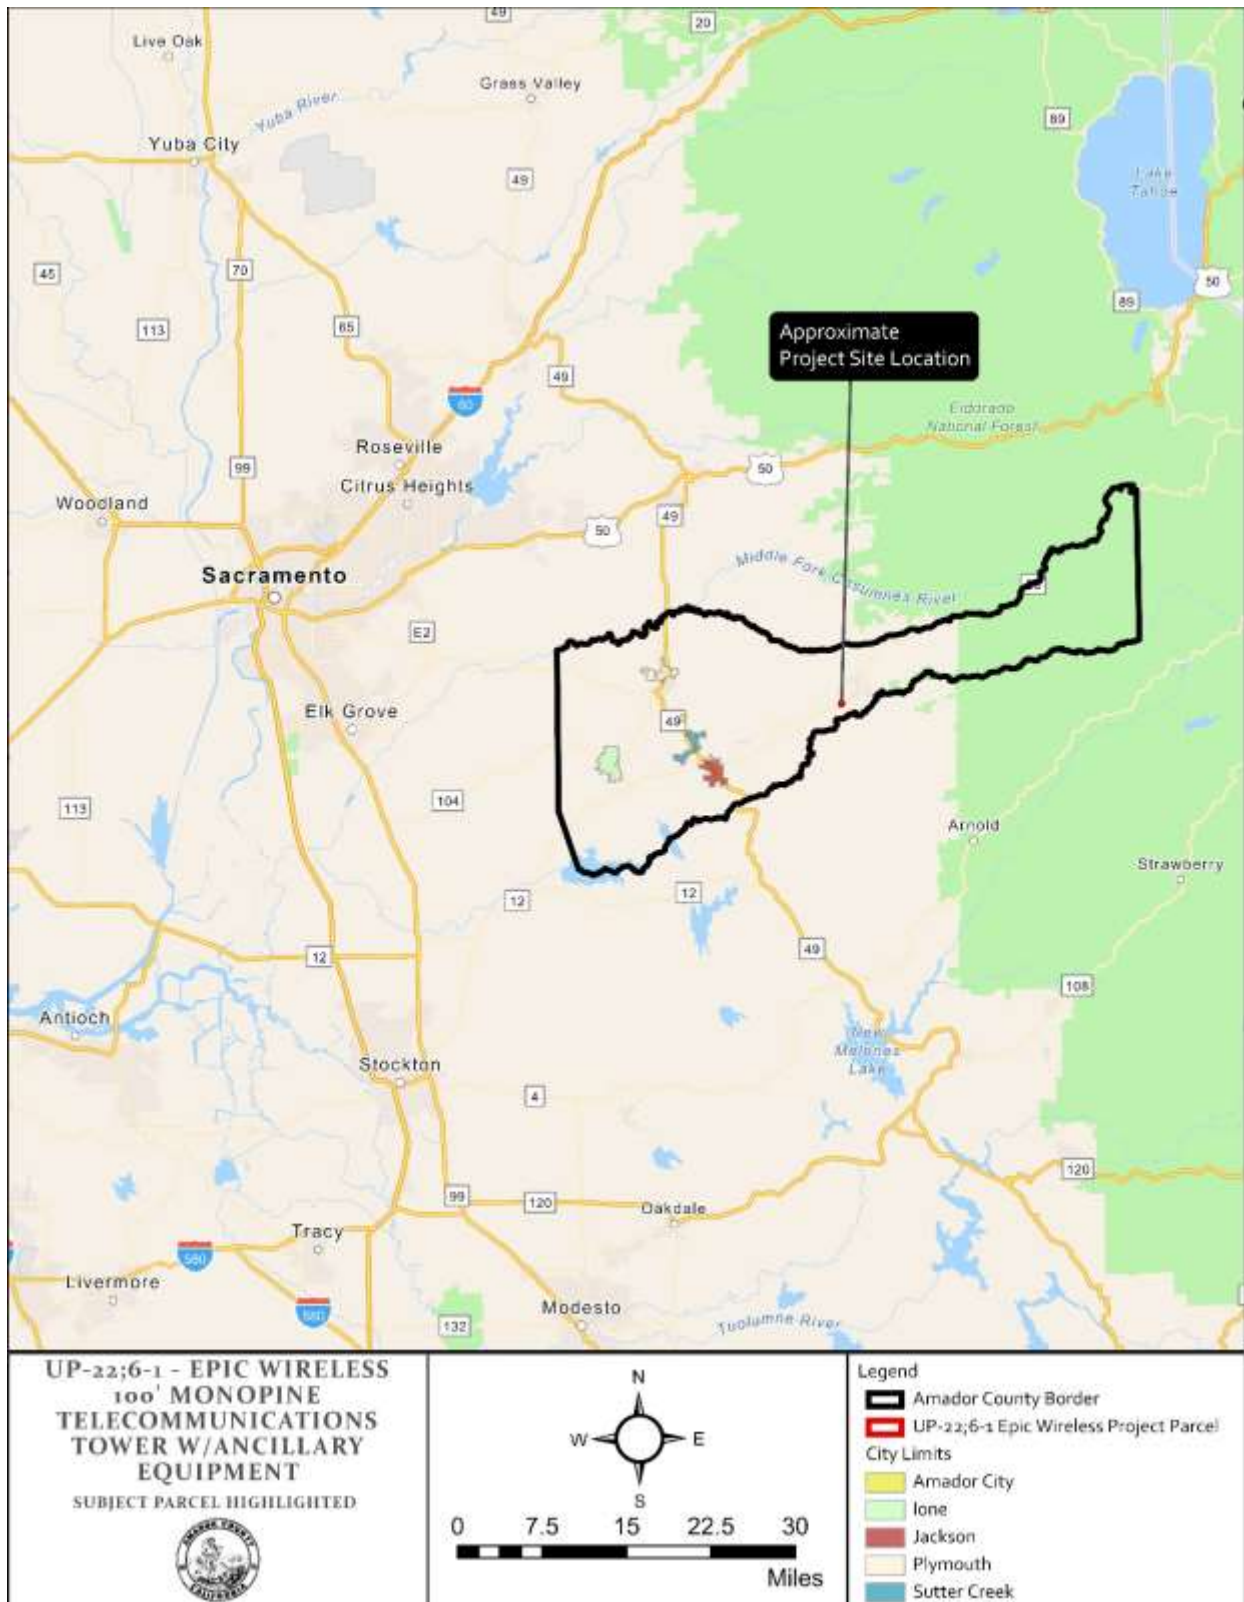 49
20
Live Oak
Grass Valley
Yuba River
89
Yuba City
49
Lake
Tahoe
45
70
50
89
113
65
Approximate
Project Site Location
49
80
Eldorado
National Forest
Roseville
99
50
Citrus Heights
Woodland
49
50
Middle Fork Cosumnes River
Sacramento
E2
Elk Grove
49
104
113
Arnold
Strawberry
12
12
49
12
108
Antioch
New
Melones
Lake
Stockton
4
120
99
120
Oakdale
Tracy
580
Livermore
Modesto
132
Tuolumne River
UP-22;6-1 - EPIC WIRELESS
100' MONOPINE
TELECOMMUNICATIONS
TOWER W/ANCILLARY
EQUIPMENT
SUBJECT PARCEL HIGHLIGHTED
AMADOR COUNTY
CALIFORNIA
N
W
E
S
0 7.5 15 22.5 30
Miles
Legend
Amador County Border
UP-22;6-1 Epic Wireless Project Parcel
City Limits
Amador City
Ione
Jackson
Plymouth
Sutter Creek